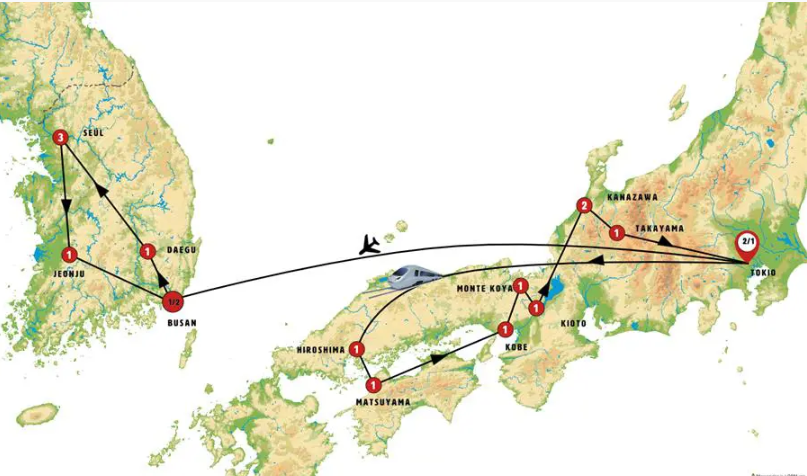 3
SEÚL
2
KANAZAWA
1
TAKAYAMA
2/1
TOKIO
1
JEONJU
1
DAEGU
1/2
BUSAN
MONTE KOYA
1
1
KIOTO
1
KOBE
HIROSHIMA
1
1
MATSUYAMA